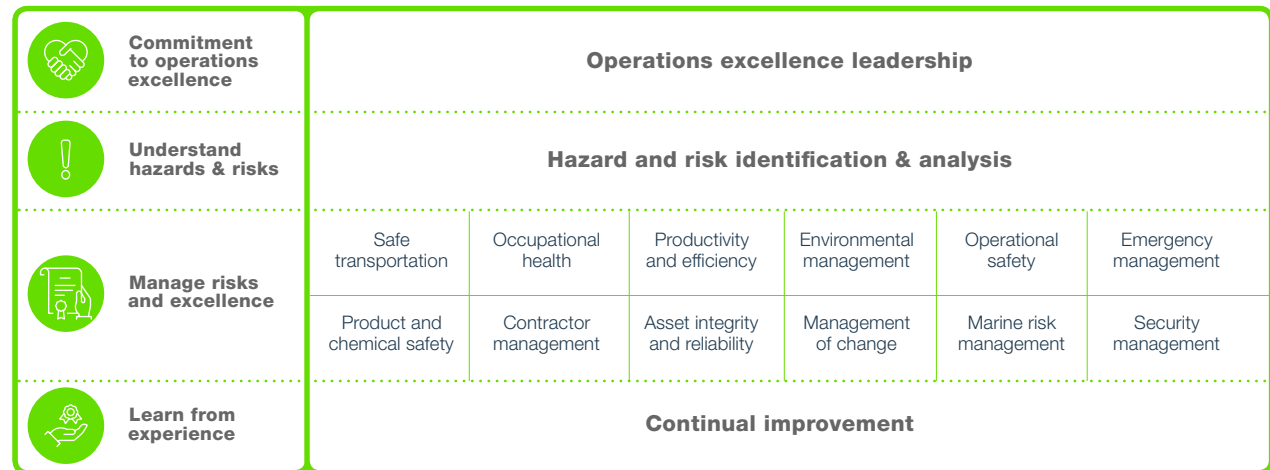 Commitment
to operations
excellence
Operations excellence leadership
Understand
hazards & risks
Hazard and risk identification & analysis
Manage risks
and excellence
Safe
transportation
Occupational
health
Productivity
and efficiency
Environmental
management
Operational
safety
Emergency
management
Product and
chemical safety
Contractor
management
Asset integrity
and reliability
Management
of change
Marine risk
management
Security
management
Learn from
experience
Continual improvement